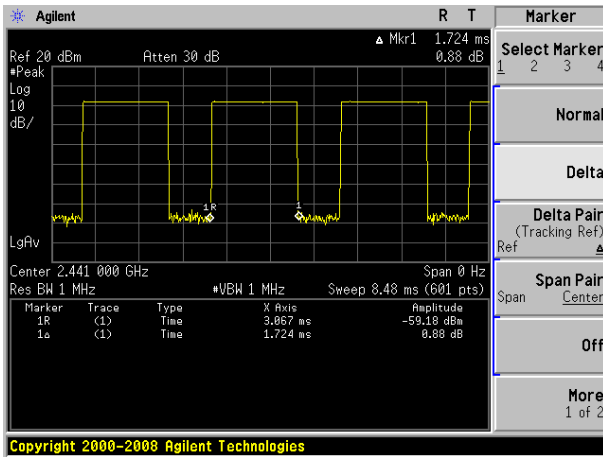 Agilent R T Marker
Δ Mkr1 1.724 ms
Ref 20 dBm Atten 30 dB 0.88 dB
#Peak
Log
10
dB/
1R
1
LgAv
Center 2.441 000 GHz Span 0 Hz
Res BW 1 MHz #VBW 1 MHz Sweep 8.48 ms (601 pts)
Marker Trace Type X Axis Amplitude
1R (1) Time 3.067 ms -59.18 dBm
1Δ (1) Time 1.724 ms 0.88 dB
Select Marker
1 2 3 4
Normal
Delta
Delta Pair
(Tracking Ref)
Ref Δ
Span Pair
Span Center
Off
More
1 of 2
Copyright 2000-2008 Agilent Technologies